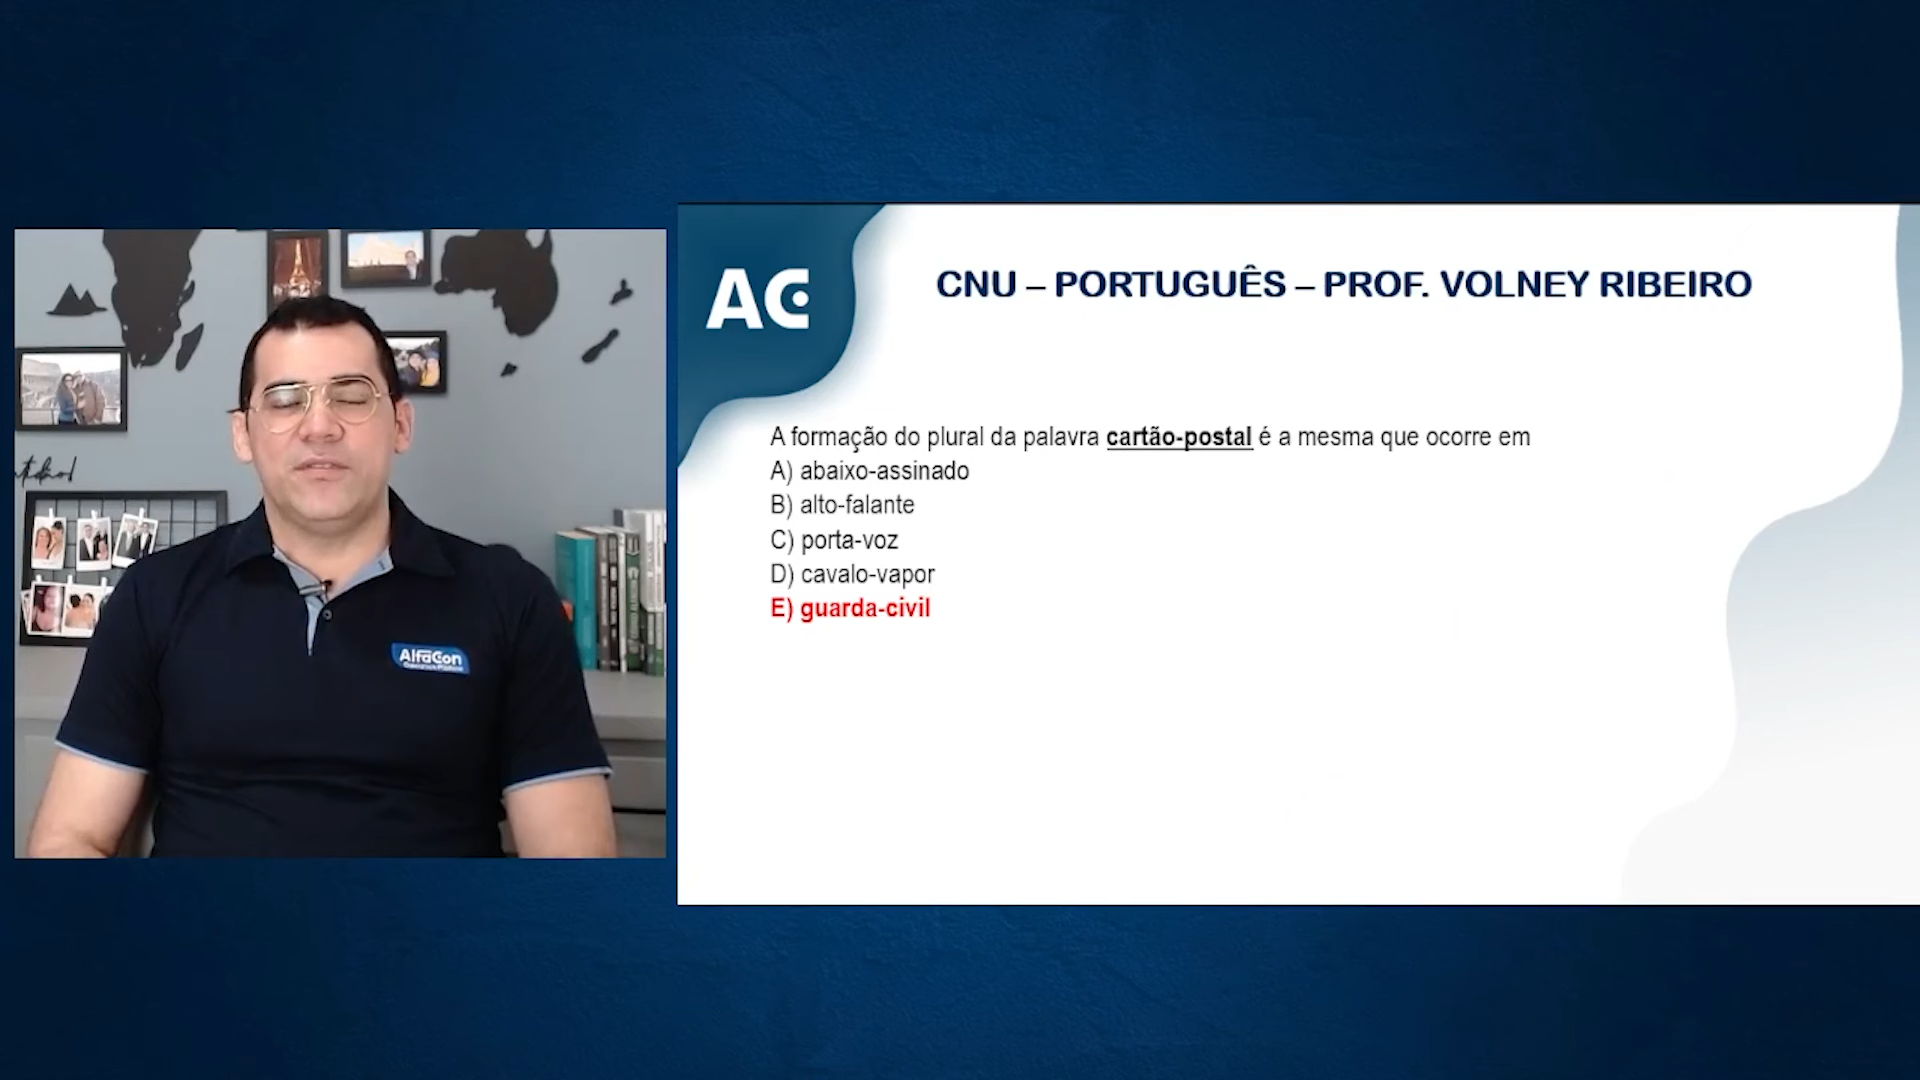 AC
CNU – PORTUGUÊS – PROF. VOLNEY RIBEIRO
A formação do plural da palavra cartão-postal é a mesma que ocorre em
A) abaixo-assinado
B) alto-falante
C) porta-voz
D) cavalo-vapor
E) guarda-civil
AlfaCon